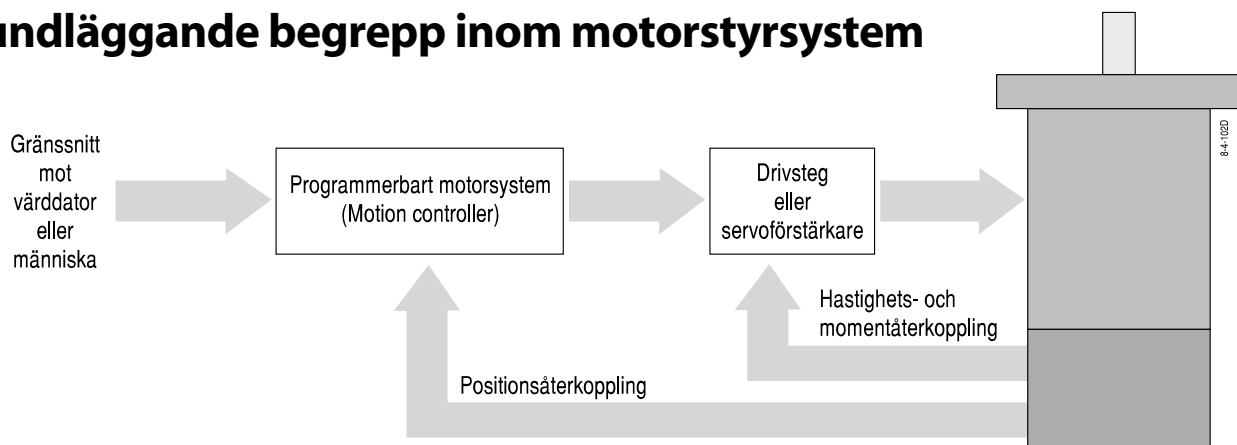 undläggande begrepp inom motorstyrsystem
Gränssnitt
mot
värddator
eller
människa
Programmerbart motorsystem
(Motion controller)
Drivsteg
eller
servoförstärkare
8-4-102D
Hastighets- och
momentåterkoppling
Positionsåterkoppling